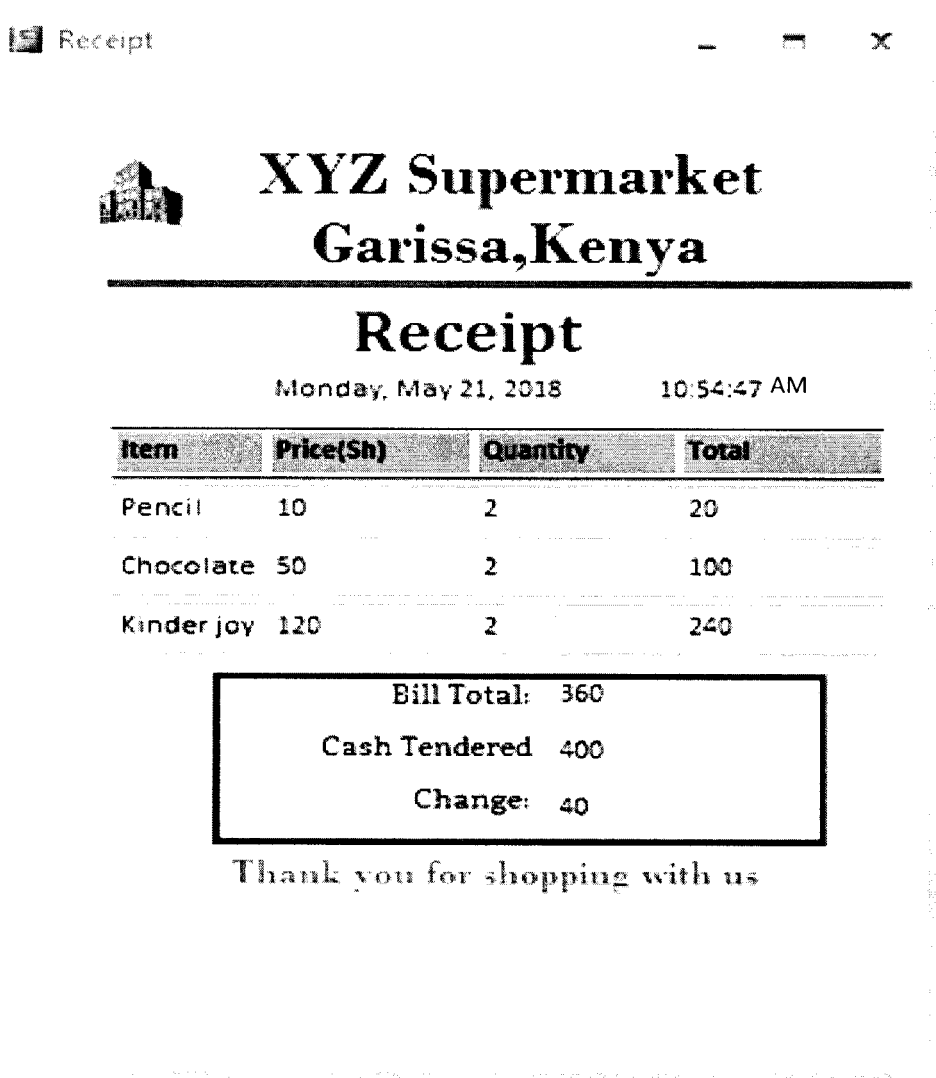 Receipt
XYZ Supermarket
Garissa,Kenya
Receipt
Monday, May 21, 2018 10:54:47 AM
Item Price(Sh) Quantity Total
Pencil 10 2 20
Chocolate 50 2 100
Kinder joy 120 2 240
Bill Total: 360
Cash Tendered 400
Change: 40
Thank you for shopping with us